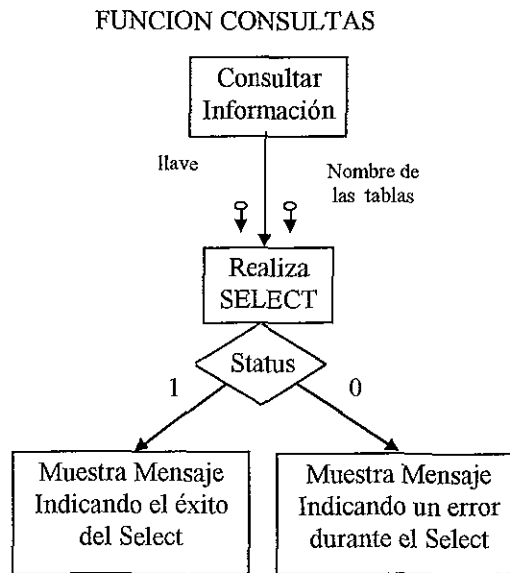 FUNCION CONSULTAS
Consultar
Información
llave
Nombre de
las tablas
Realiza
SELECT
Status
1
0
Muestra Mensaje
Indicando el éxito
del Select
Muestra Mensaje
Indicando un error
durante el Select